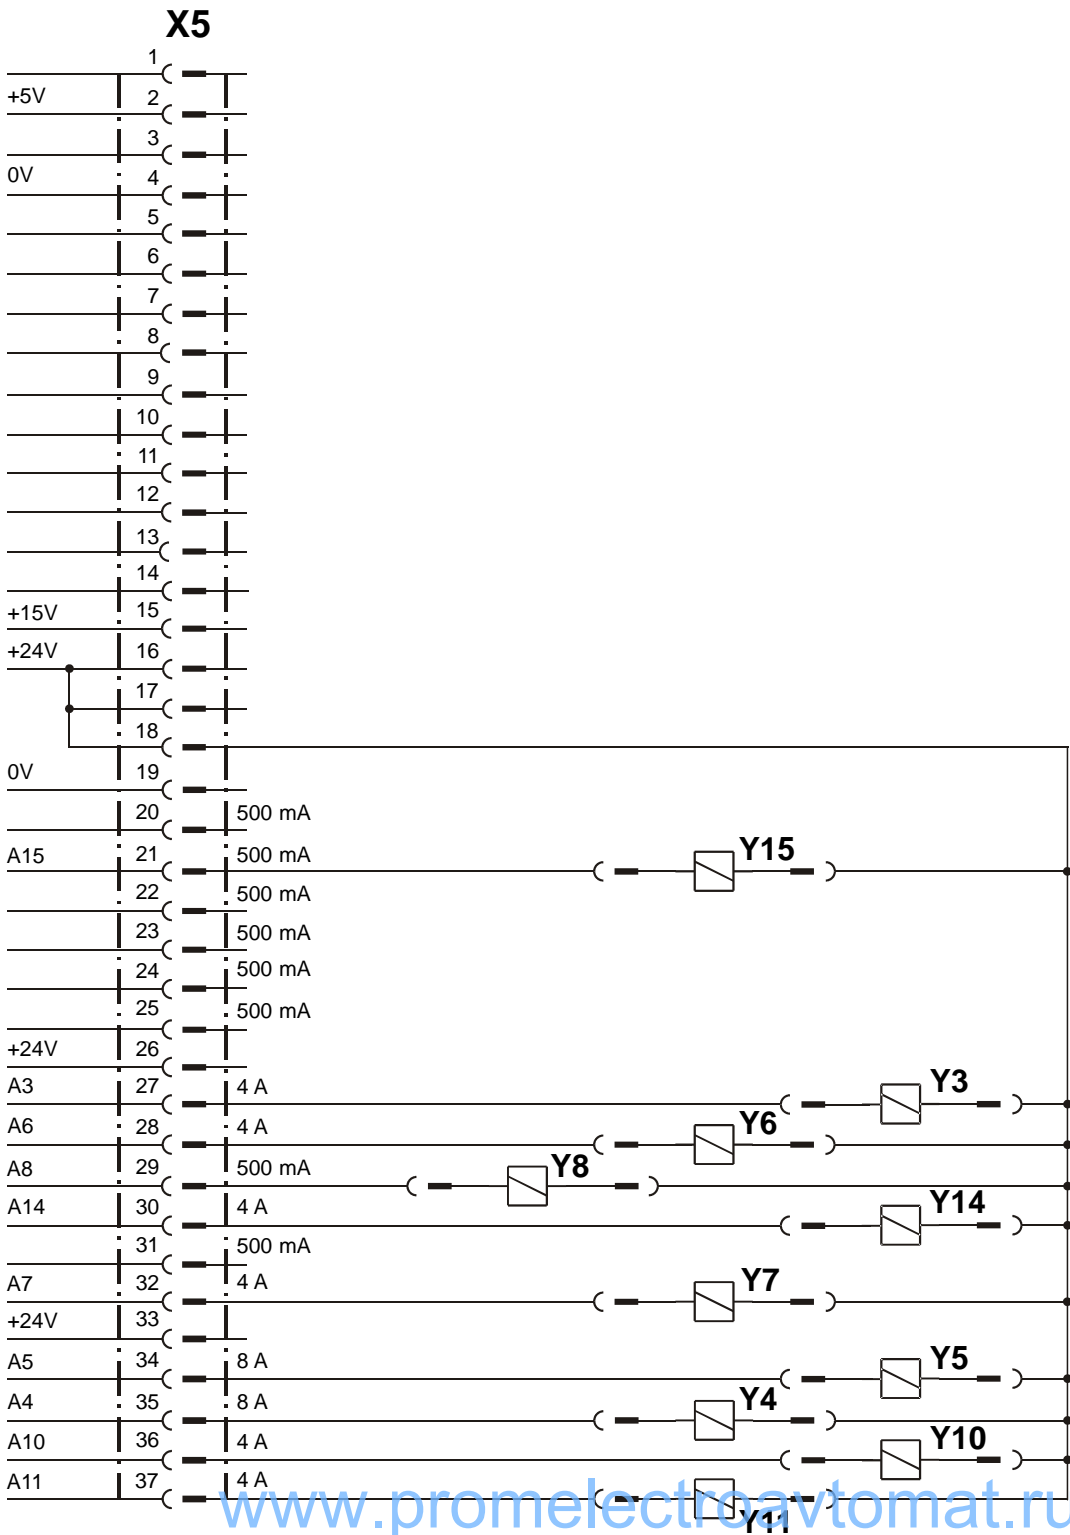 X5
1
+5V 2
3
0V 4
5
6
7
8
9
10
11
12
13
14
+15V 15
+24V 16
17
18
0V 19
20 500 mA
A15 21 500 mA Y15
22 500 mA
23 500 mA
24 500 mA
25 500 mA
+24V 26
A3 27 4 A Y3
A6 28 4 A Y6
A8 29 500 mA Y8
A14 30 4 A Y14
31 500 mA
A7 32 4 A Y7
+24V 33
A5 34 8 A Y5
A4 35 8 A Y4
A10 36 4 A Y10
A11 37 4 A Y11
www.promelectroavtomat.ru